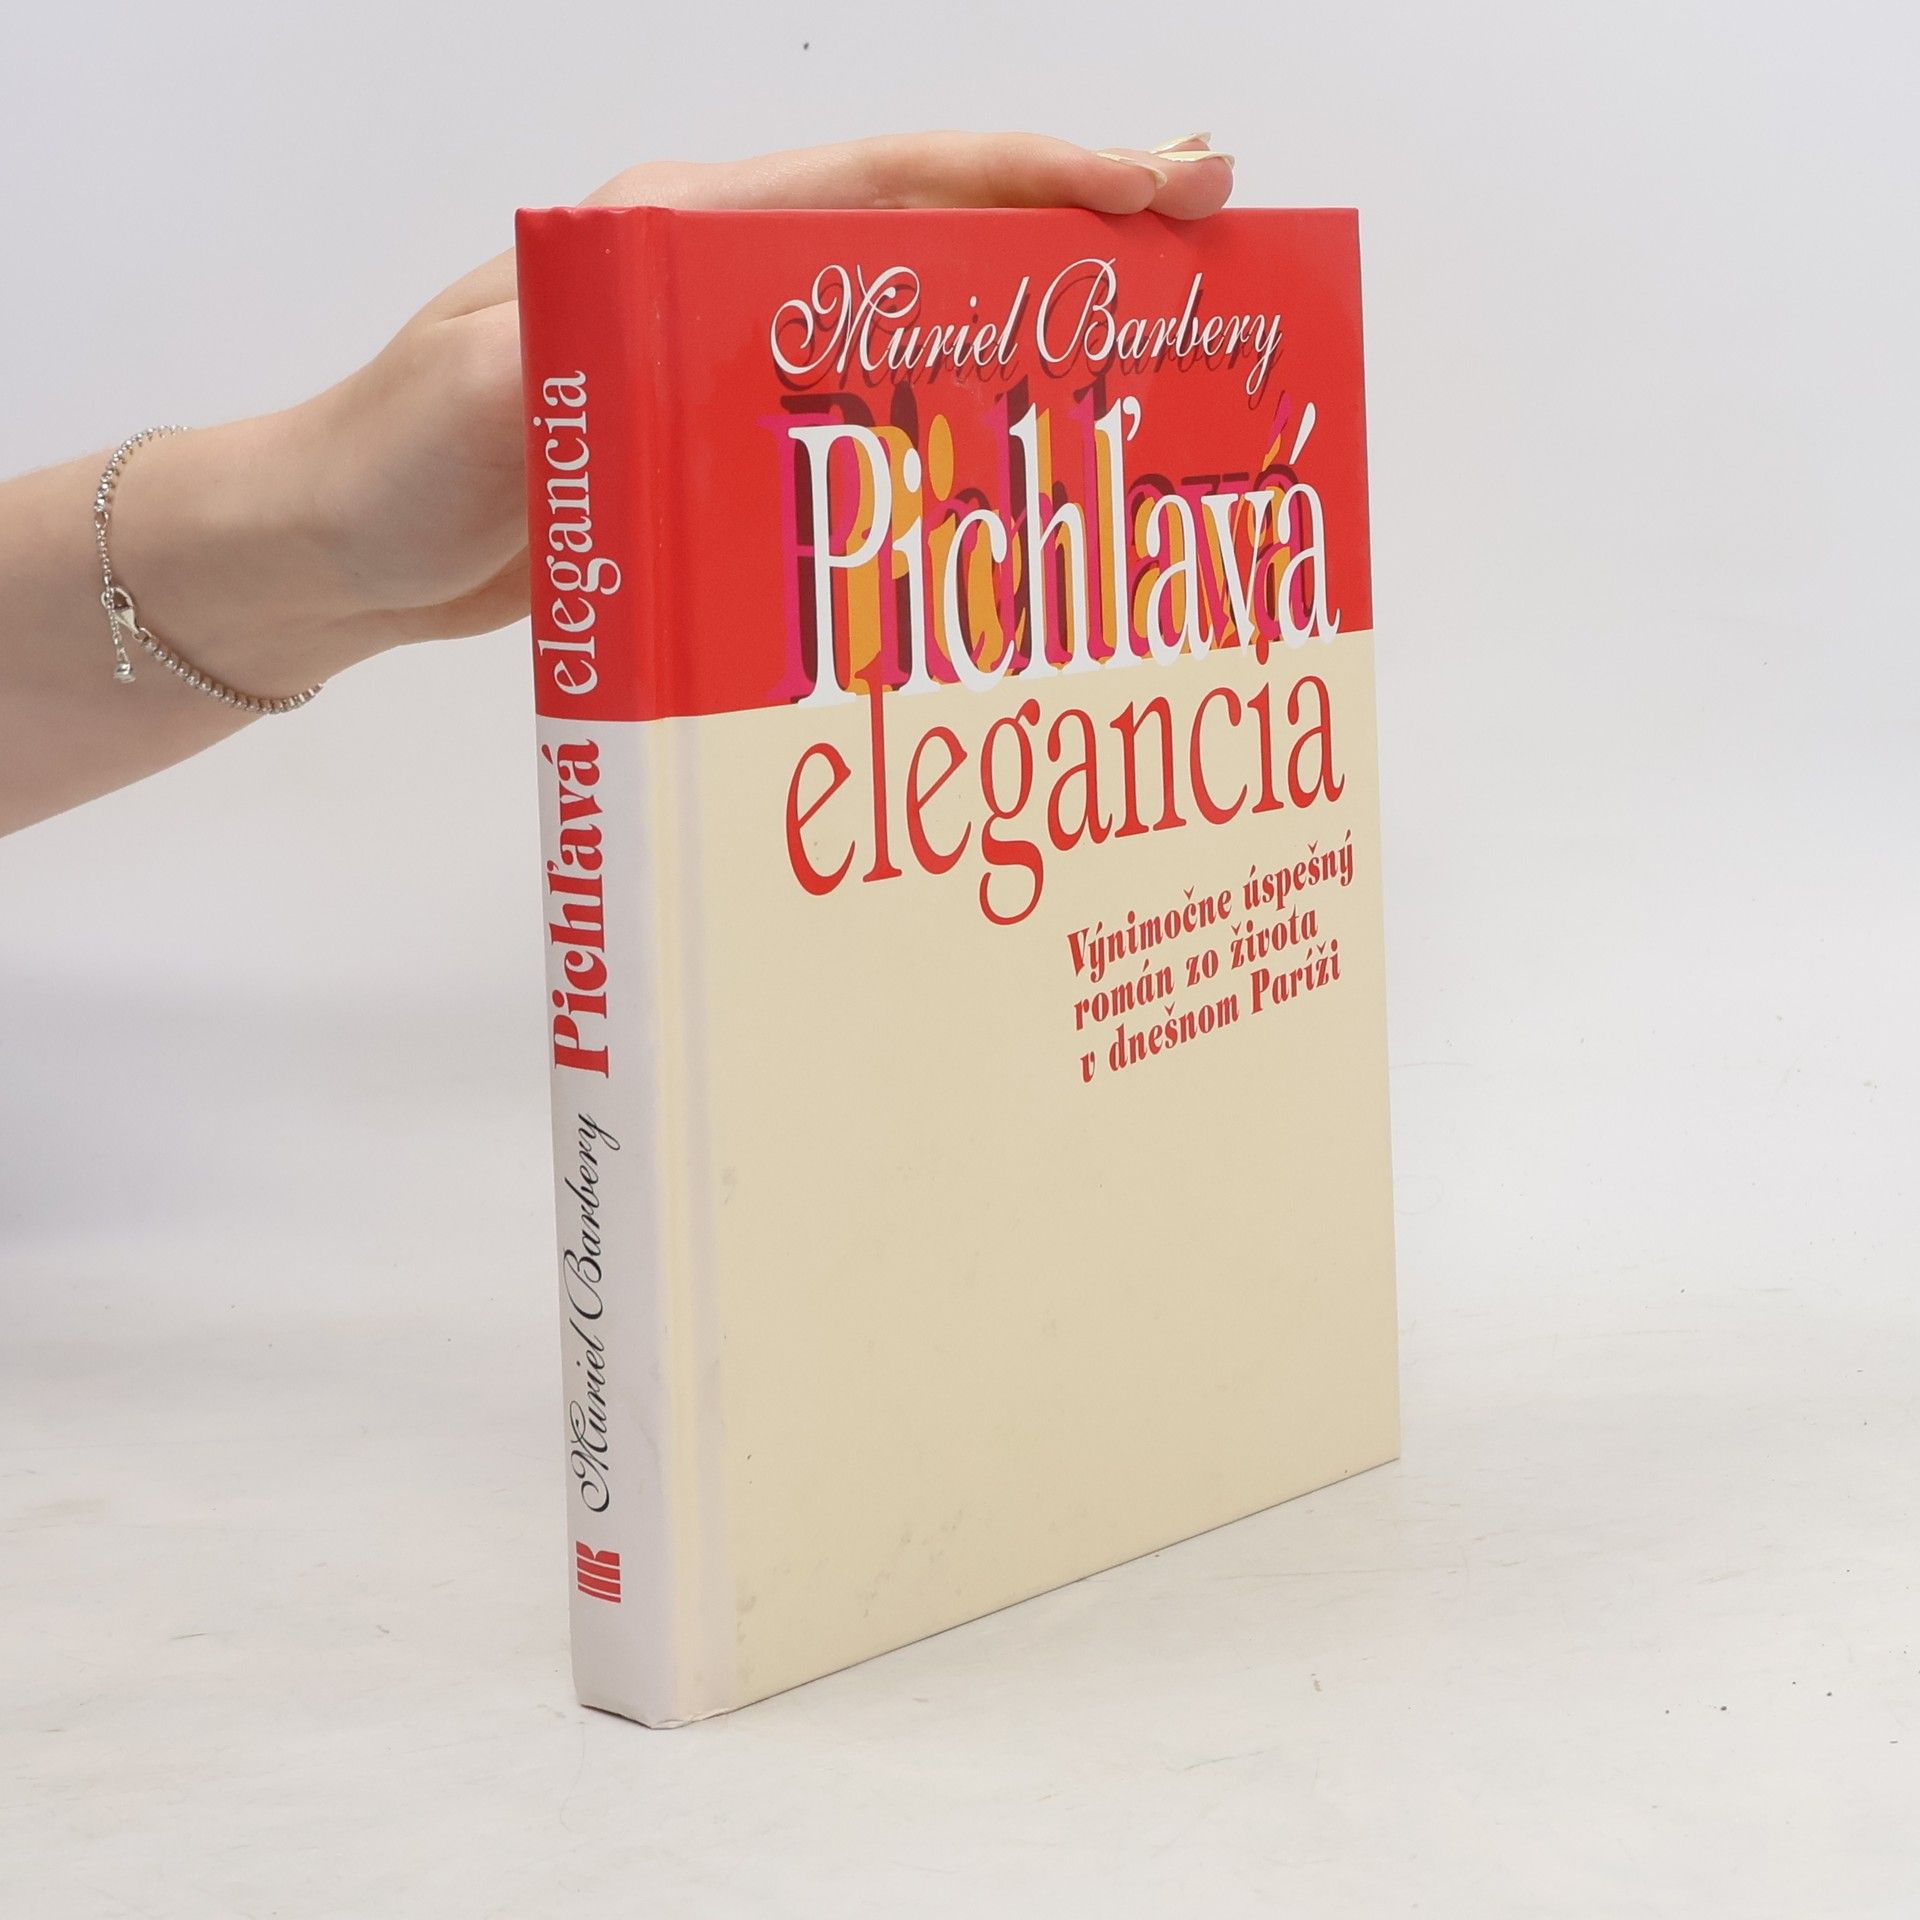 Muriel Barbery
Pichľavá
elegancia
Výnimočne úspešný
román zo života
v dnešnom Paríži
Muriel Barbery Pichľavá elegancia